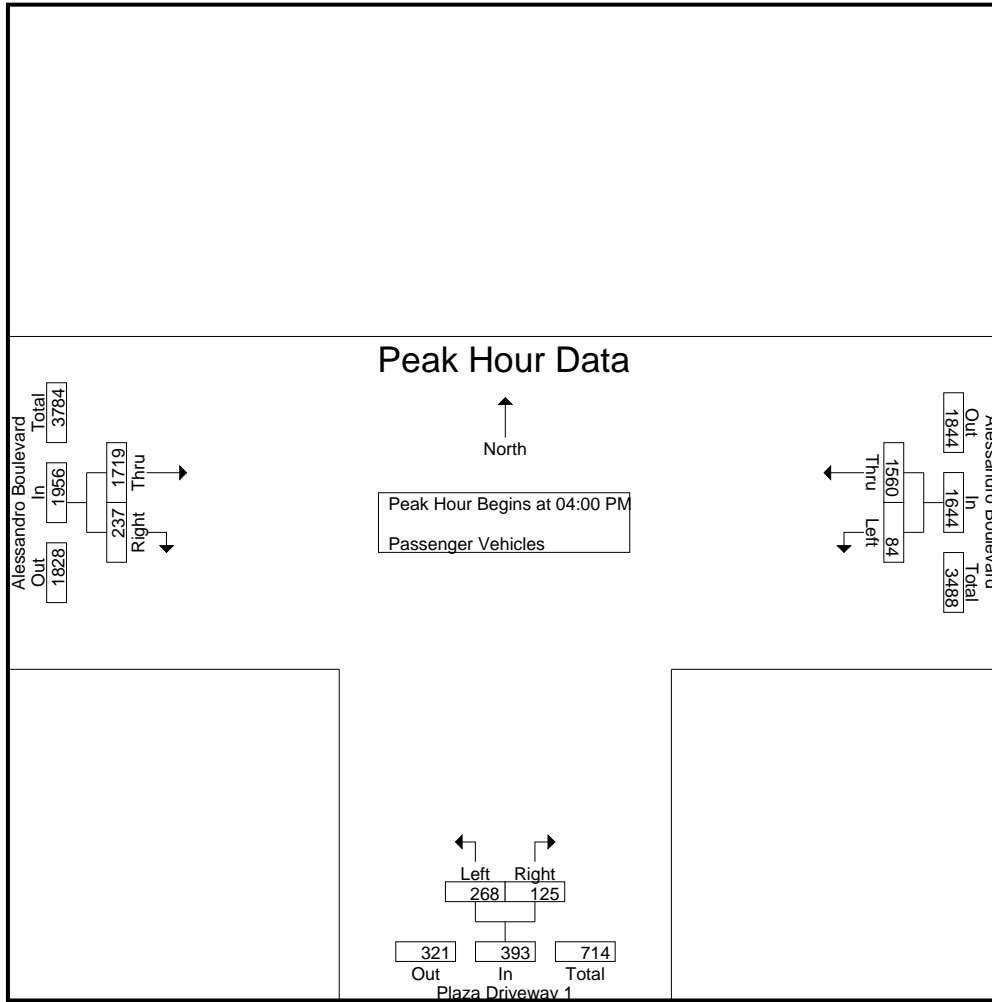 Peak Hour Data
North
Peak Hour Begins at 04:00 PM
Passenger Vehicles
Alessandro Boulevard
Total
3784
In
1956
Out
1828
1719
Thru
237
Right
Alessandro Boulevard
Out
1844
In
1644
Total
3488
1560
Thru
84
Left
Left Right
268 125
321 393 714
Out In Total
Plaza Driveway 1